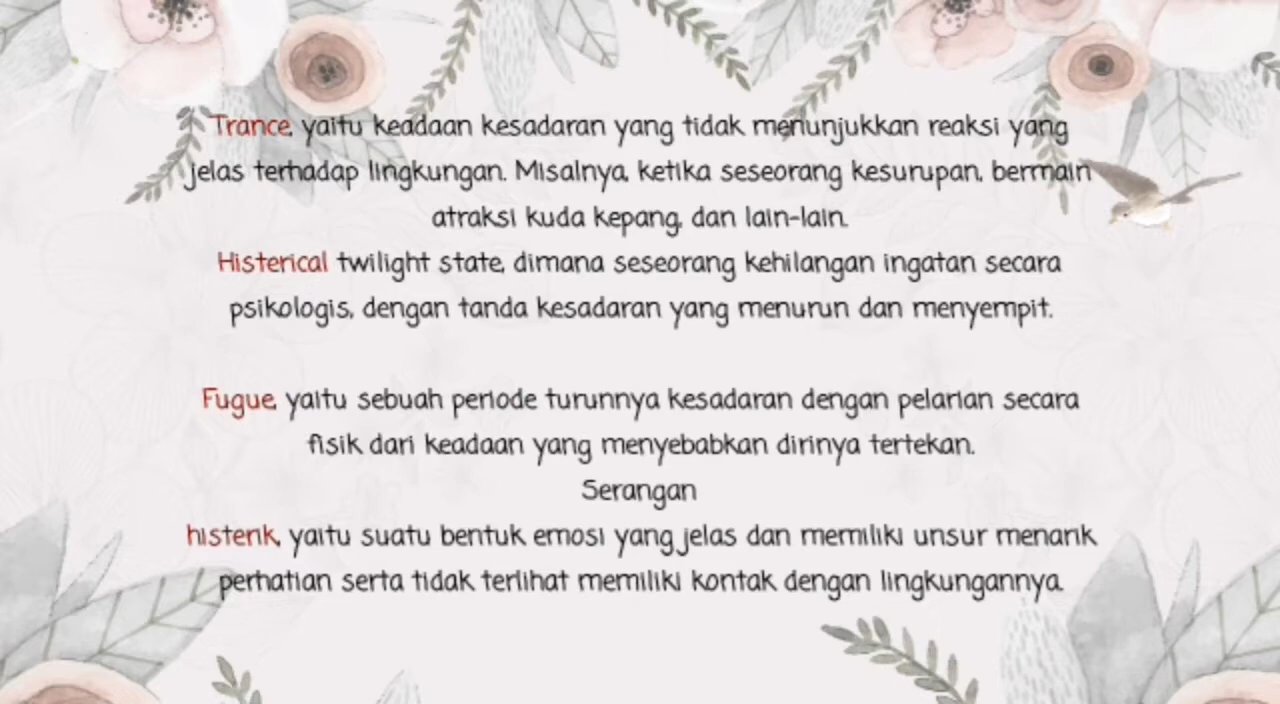 Trance, yaitu keadaan kesadaran yang tidak menunjukkan reaksi yang
jelas terhadap lingkungan. Misalnya, ketika seseorang kesurupan, bermain
atraksi kuda kepang, dan lain-lain.
Histerical twilight state, dimana seseorang kehilangan ingatan secara
psikologis, dengan tanda kesadaran yang menurun dan menyempit.
Fugue, yaitu sebuah periode turunnya kesadaran dengan pelarian secara
fisik dari keadaan yang menyebabkan dirinya tertekan.
Serangan
histerik, yaitu suatu bentuk emosi yang jelas dan memiliki unsur menarik
perhatian serta tidak terlihat memiliki kontak dengan lingkungannya.